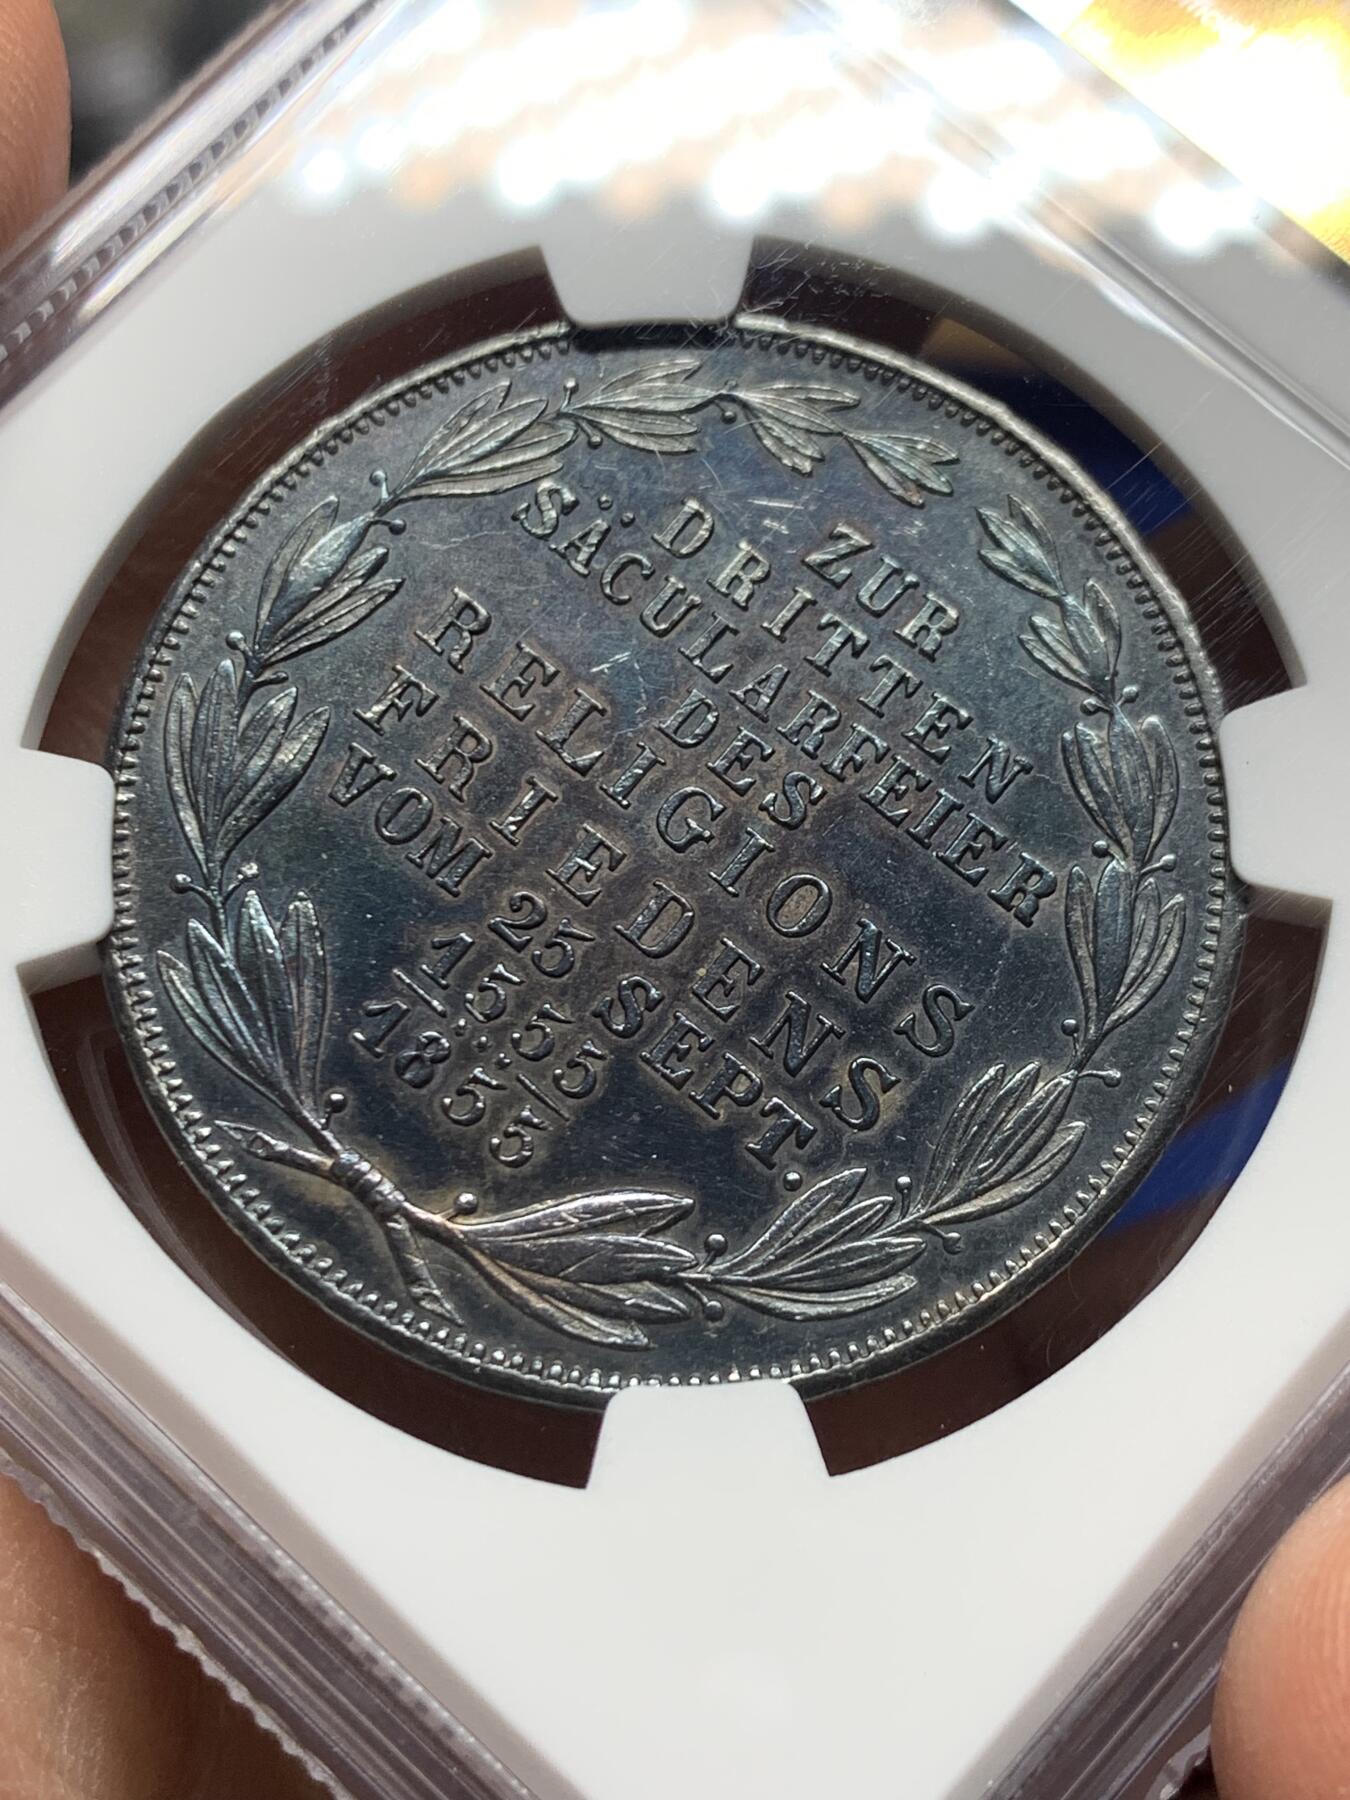 ZUR
DRITTEN
SÄCULARFEIER
DES
RELIGIONS
FRIEDENS
VOM 25 SEPT.
1555
1855